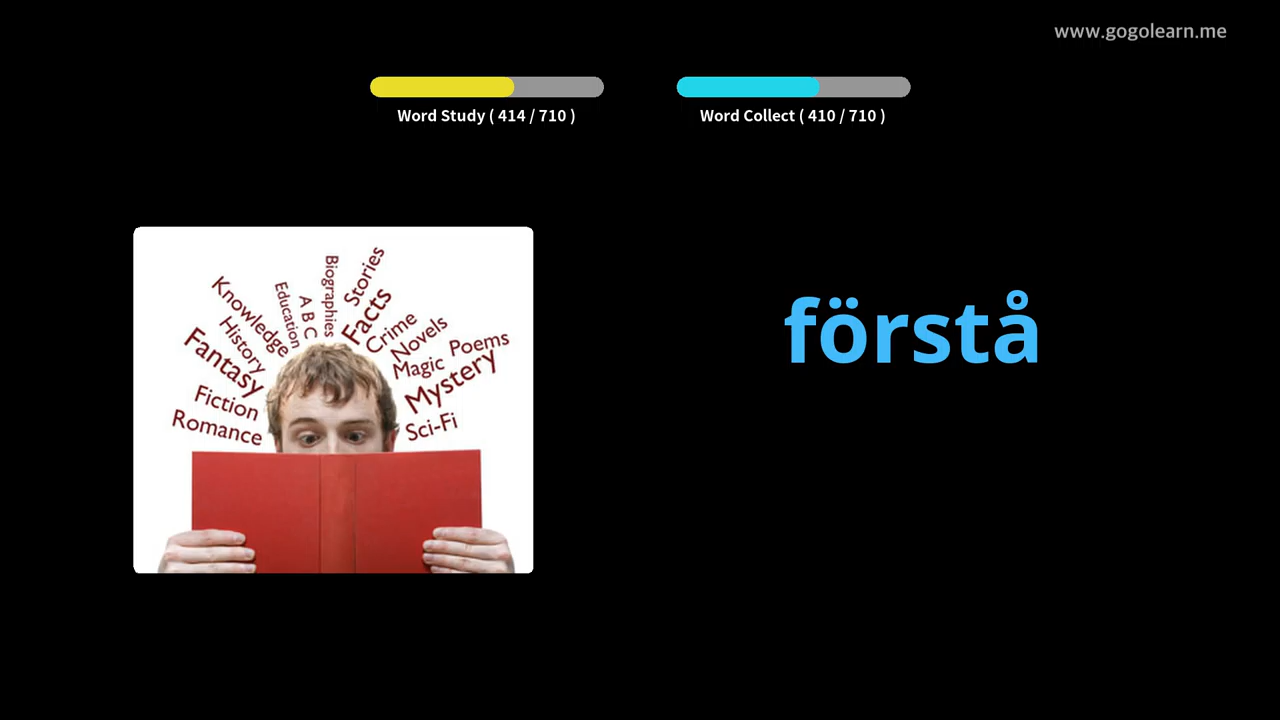 www.gogolearn.me
Word Study ( 414 / 710 )
Word Collect ( 410 / 710 )
Biographies
Stories
Education
A B C
Facts
Knowledge
Crime
History
Novels
Poems
Fantasy
Magic
Mystery
Fiction
Romance
Sci-Fi
förstå